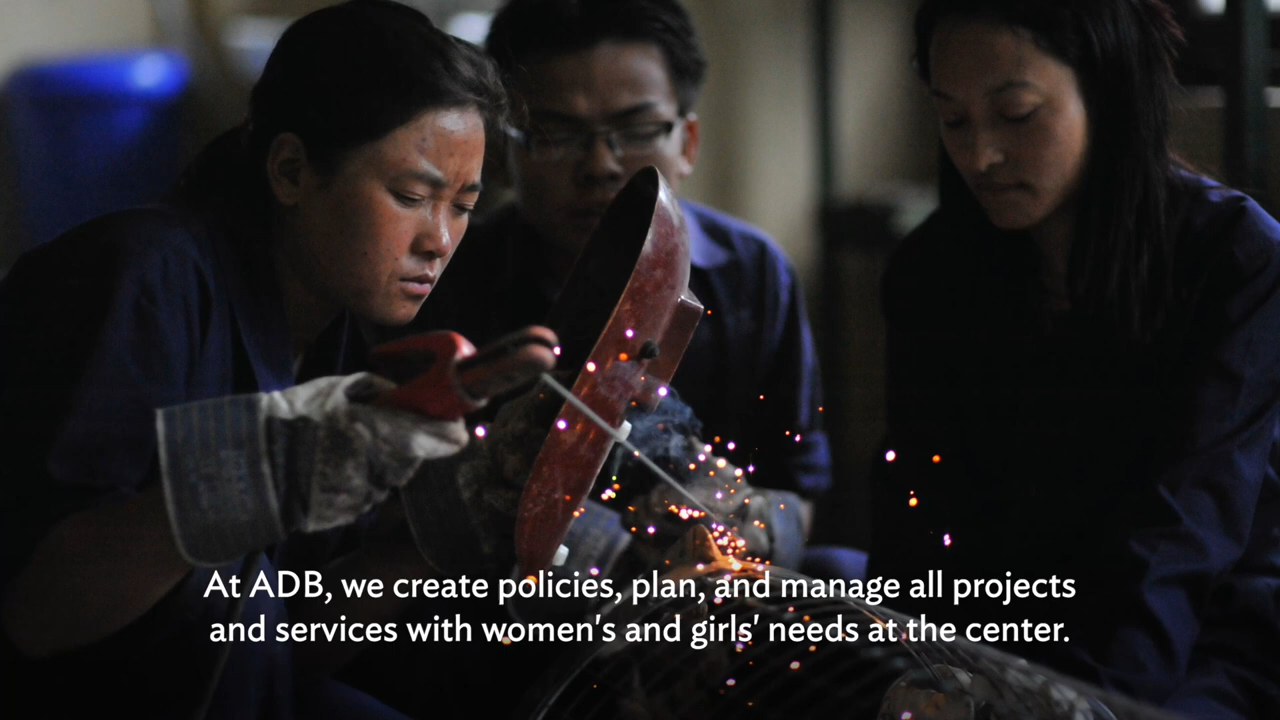 At ADB, we create policies, plan, and manage all projects
and services with women's and girls' needs at the center.